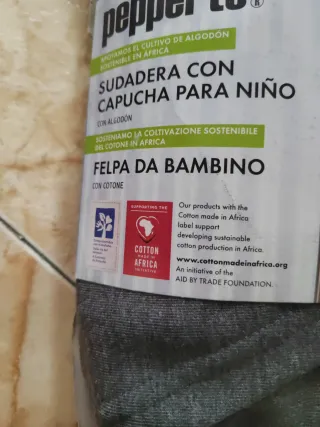 pepperts®
PROMOVEMOS EL CULTIVO DE ALGODÓN
SOSTENIBLE EN ÁFRICA
SUDADERA CON
CAPUCHA PARA NIÑO
CON ALGODÓN
SOSTENIAMO LA COLTIVAZIONE SOSTENIBILE
DEL COTONE IN AFRICA
FELPA DA BAMBINO
CON COTONE
SUPPORTING THE
COTTON
MADE IN
AFRICA
INITIATIVE
Our products with the
Cotton made in Africa
label support
developing sustainable
cotton production in Africa.
www.cottonmadeinafrica.org
An initiative of the
AID BY TRADE FOUNDATION